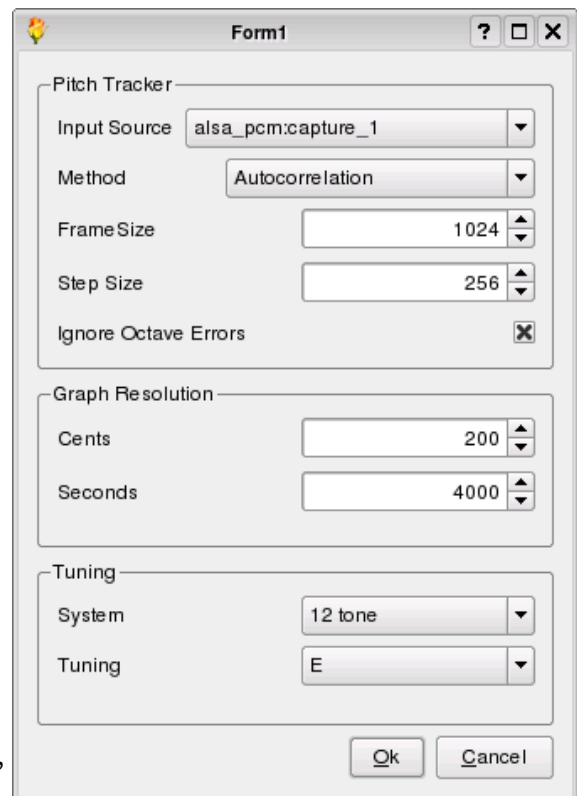 Form1
?
Pitch Tracker
Input Source alsa_pcm:capture_1
Method Autocorrelation
FrameSize 1024
Step Size 256
Ignore Octave Errors
Graph Resolution
Cents 200
Seconds 4000
Tuning
System 12 tone
Tuning E
,
Ok Cancel